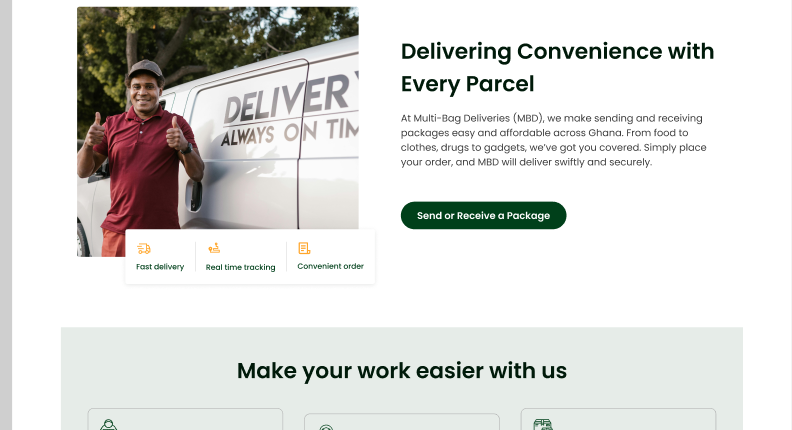 DELIVERY
ALWAYS ON TIM
Fast delivery
Real time tracking
Convenient order
Delivering Convenience with
Every Parcel
At Multi-Bag Deliveries (MBD), we make sending and receiving
packages easy and affordable across Ghana. From food to
clothes, drugs to gadgets, we've got you covered. Simply place
your order, and MBD will deliver swiftly and securely.
Send or Receive a Package
Make your work easier with us